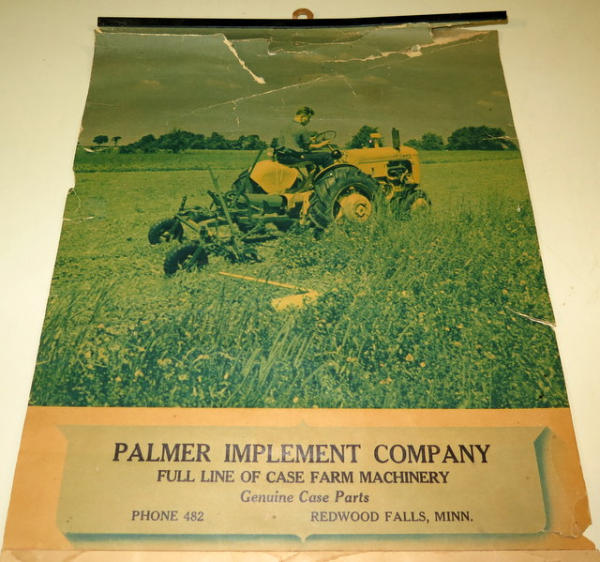 PALMER IMPLEMENT COMPANY
FULL LINE OF CASE FARM MACHINERY
Genuine Case Parts
PHONE 482 REDWOOD FALLS, MINN.